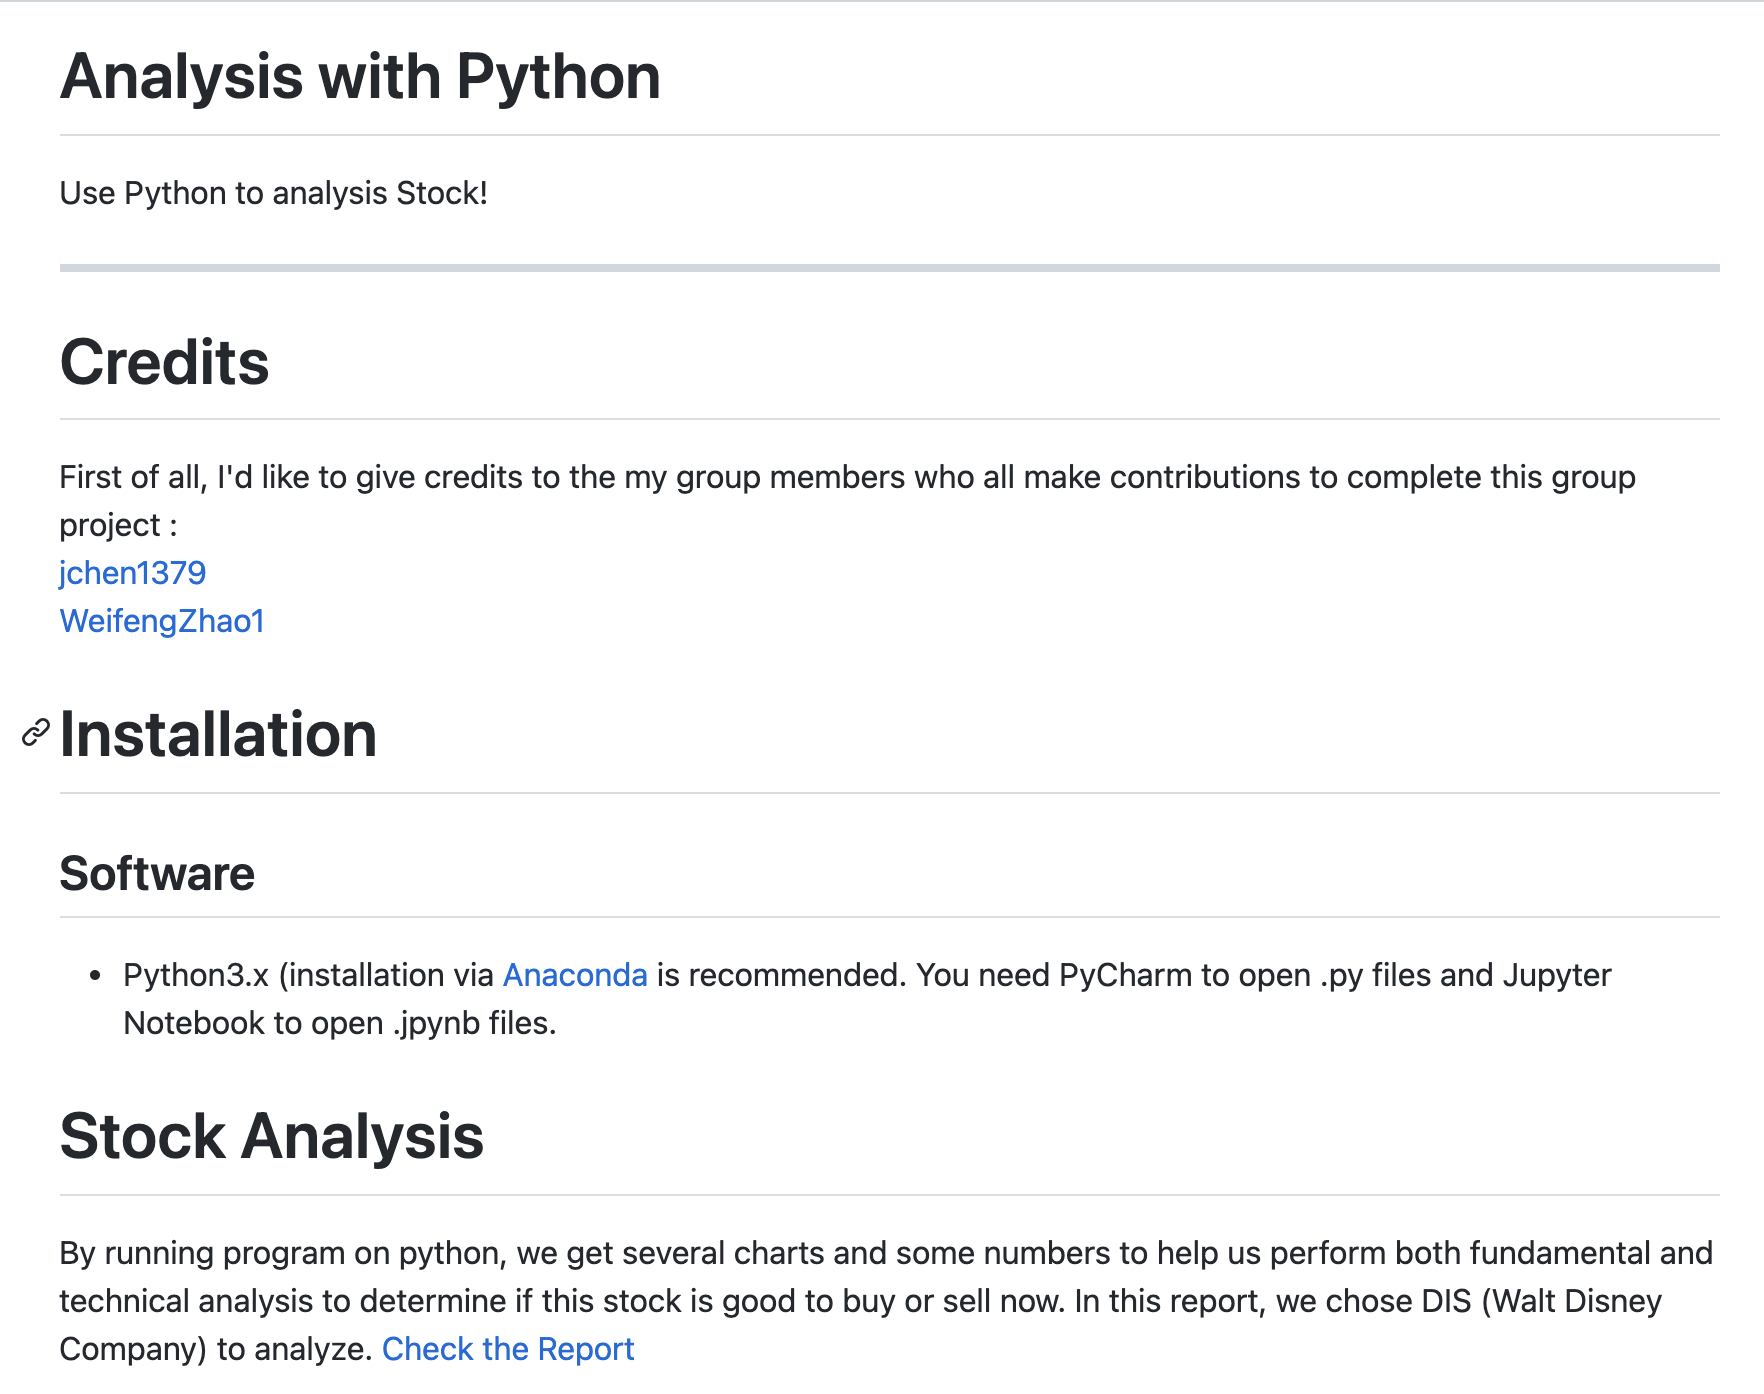 Analysis with Python
Use Python to analysis Stock!
Credits
First of all, I'd like to give credits to the my group members who all make contributions to complete this group
project :
jchen1379
WeifengZhao1
Installation
Software
• Python3.x (installation via Anaconda is recommended. You need PyCharm to open .py files and Jupyter
Notebook to open .jpynb files.
Stock Analysis
By running program on python, we get several charts and some numbers to help us perform both fundamental and
technical analysis to determine if this stock is good to buy or sell now. In this report, we chose DIS (Walt Disney
Company) to analyze. Check the Report